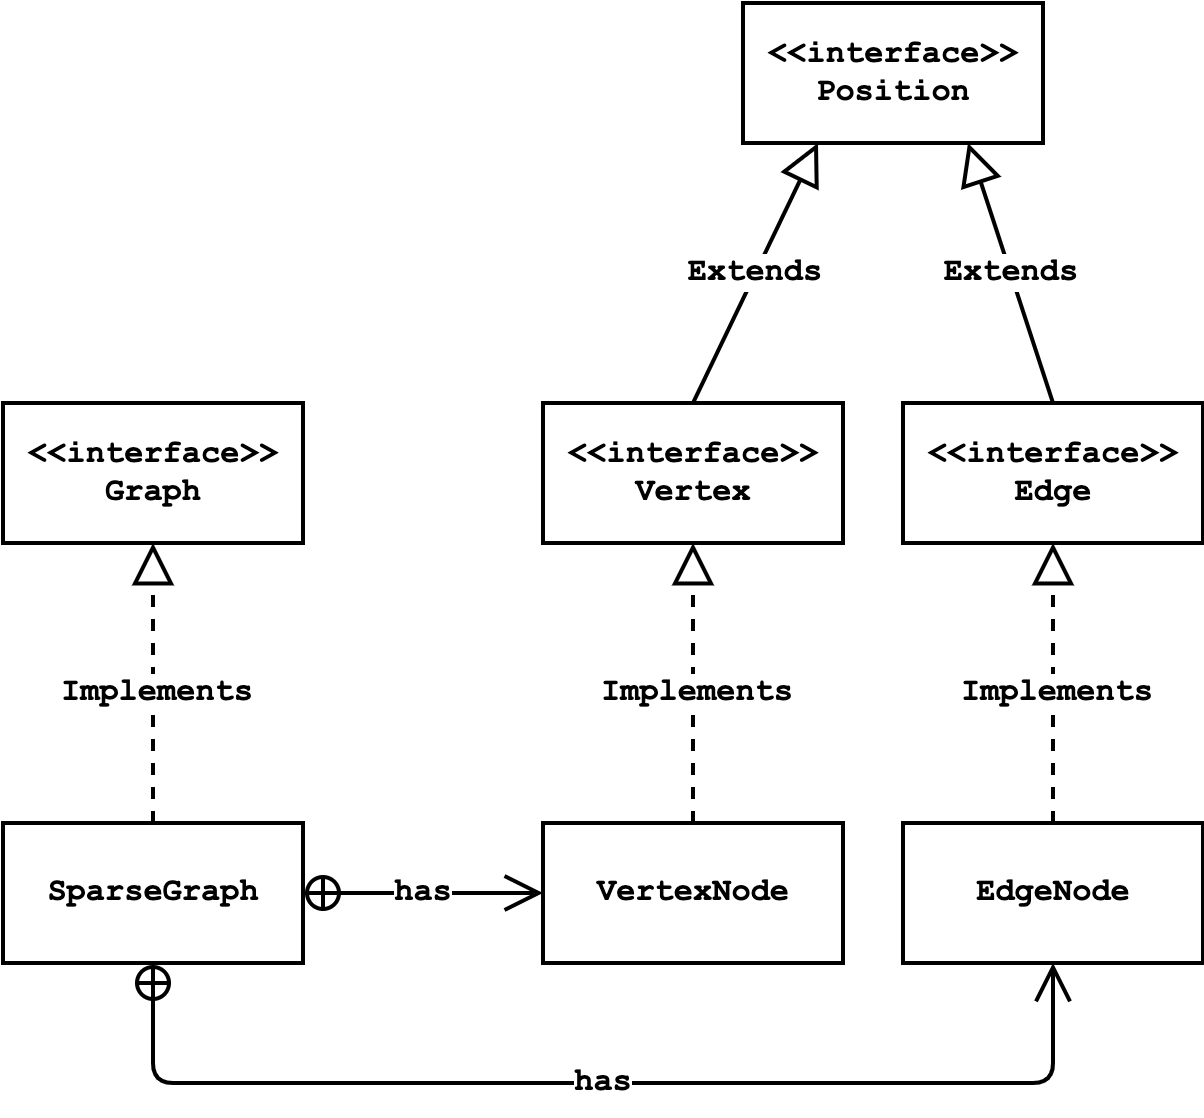 <<interface>>
Position
Extends
Extends
<<interface>>
Graph
<<interface>>
Vertex
<<interface>>
Edge
Implements
Implements
Implements
SparseGraph
has
VertexNode
EdgeNode
has